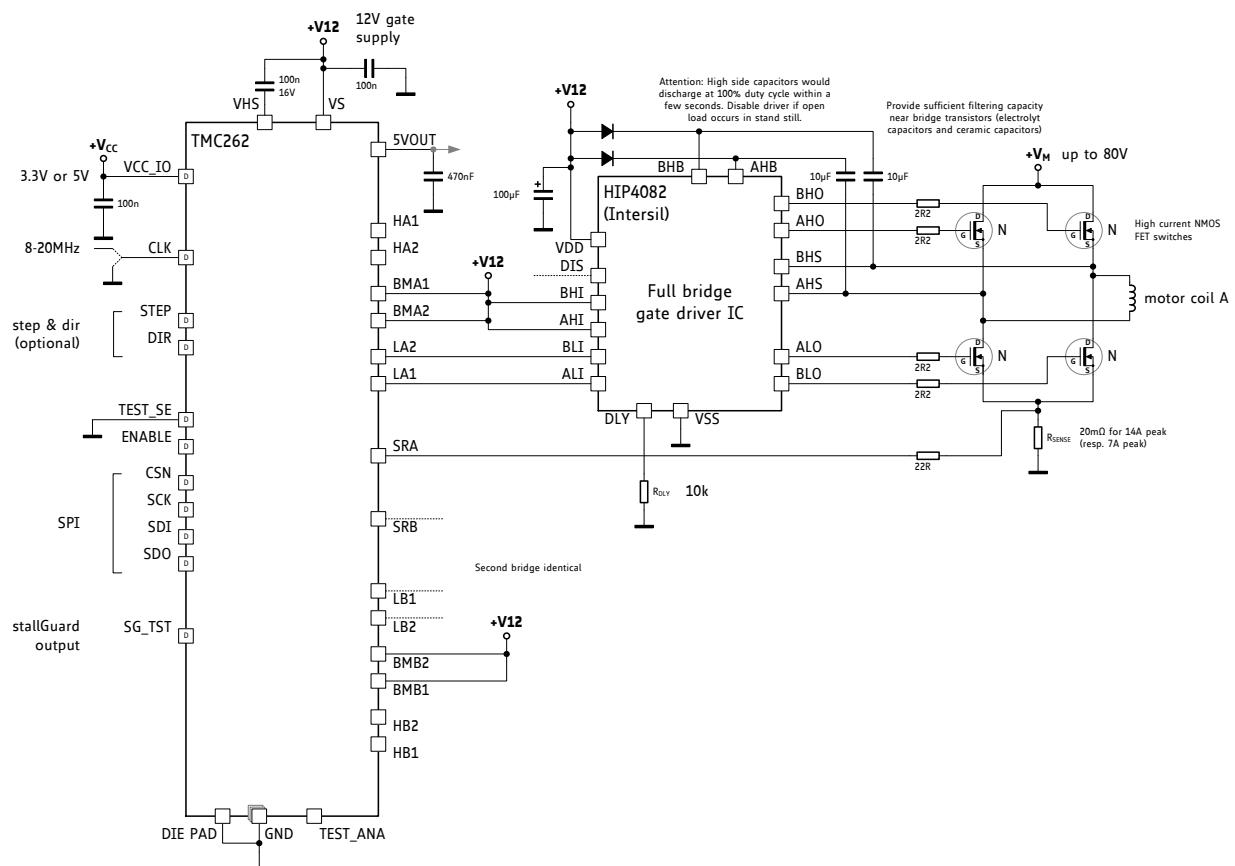 +V12
12V gate
supply
100n
16V
100n
VHS
VS
TMC262
+VCC
VCC_IO
3.3V or 5V
D
100n
8-20MHz
CLK
D
STEP
D
step & dir
(optional)
DIR
D
TEST_SE
D
ENABLE
D
CSN
D
SCK
D
SPI
SDI
D
SDO
D
stallGuard
output
SG_TST
D
DIE PAD
GND
TEST_ANA
5VOUT
470nF
HA1
HA2
BMA1
BMA2
LA2
LA1
SRA
SRB
Second bridge identical
LB1
LB2
+V12
BMB2
BMB1
HB2
HB1
+V12
+V12
100µF
+
Attention: High side capacitors would
discharge at 100% duty cycle within a
few seconds. Disable driver if open
load occurs in stand still.
Provide sufficient filtering capacity
near bridge transistors (electrolyt
capacitors and ceramic capacitors)
+VM up to 80V
BHB
AHB
10µF
10µF
HIP4082
(Intersil)
Full bridge
gate driver IC
VDD
DIS
BHI
AHI
BLI
ALI
DLY
VSS
RDLY
10k
BHO
AHO
BHS
AHS
ALO
BLO
2R2
2R2
2R2
2R2
22R
D
G
S
N
D
G
S
N
High current NMOS
FET switches
motor coil A
D
G
S
N
D
G
S
N
RSENSE
20mΩ for 14A peak
(resp. 7A peak)